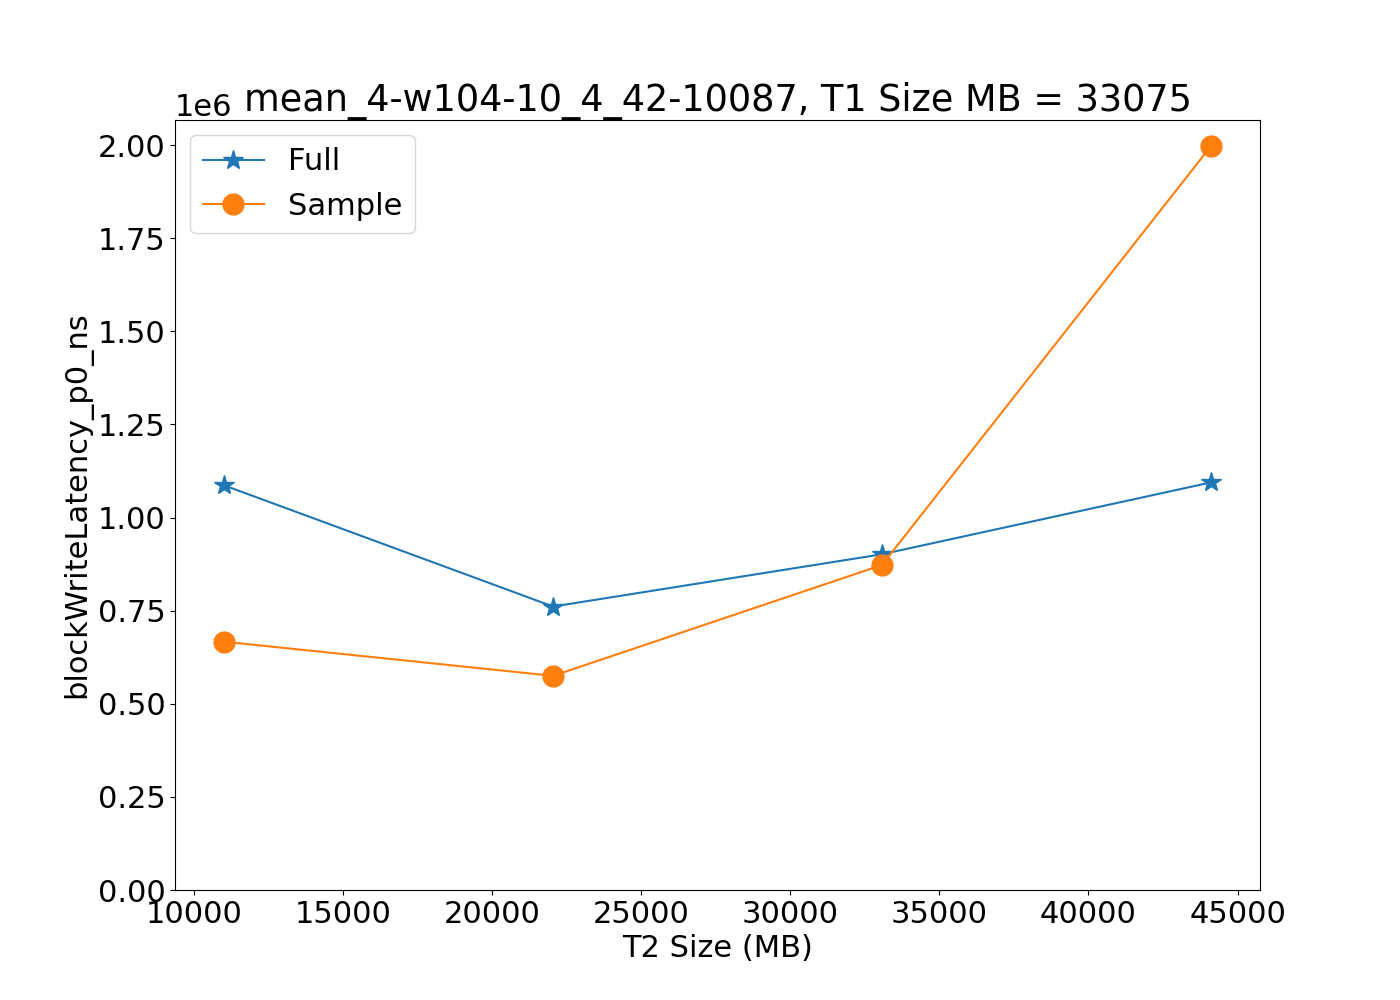 1e6
mean_4-w104-10_4_42-10087, T1 Size MB = 33075
Full
Sample
blockWriteLatency_p0_ns
2.00
1.75
1.50
1.25
1.00
0.75
0.50
0.25
0.00
10000 15000 20000 25000 30000 35000 40000 45000
T2 Size (MB)